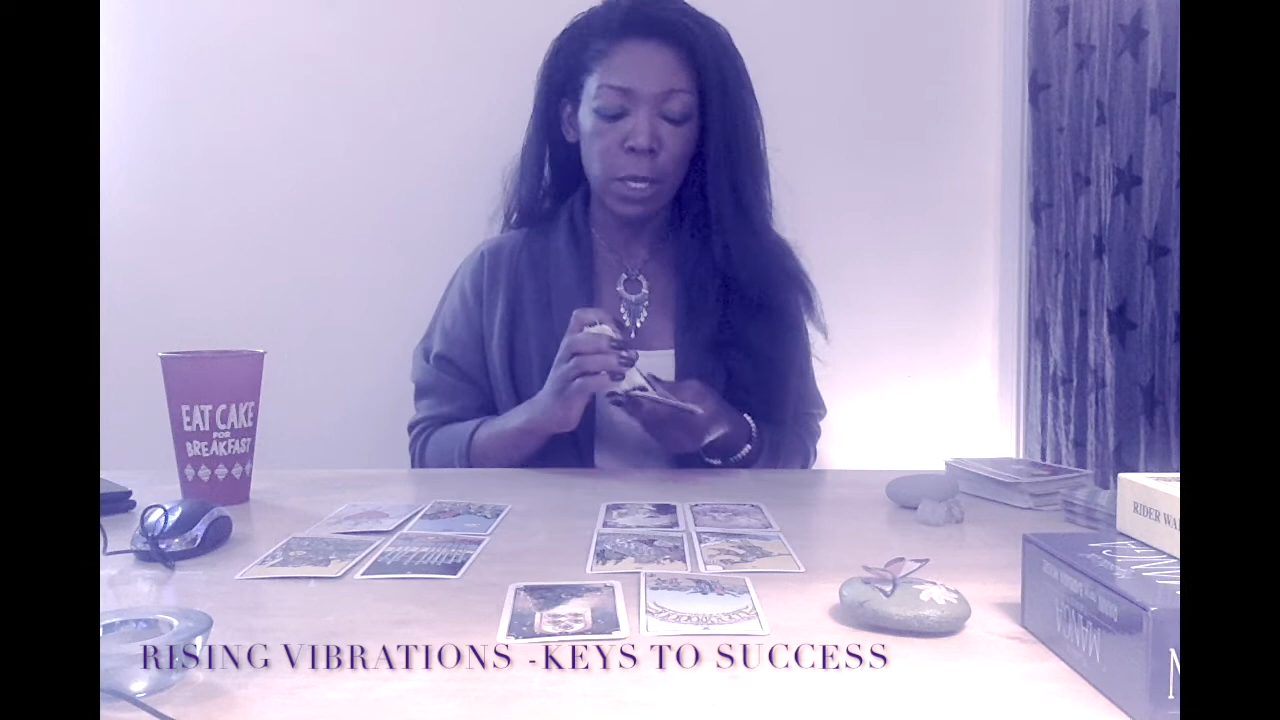 EAT CAKE
FOR
BREAKFAST
RIDER WA
RISING VIBRATIONS -KEYS TO SUCCESS